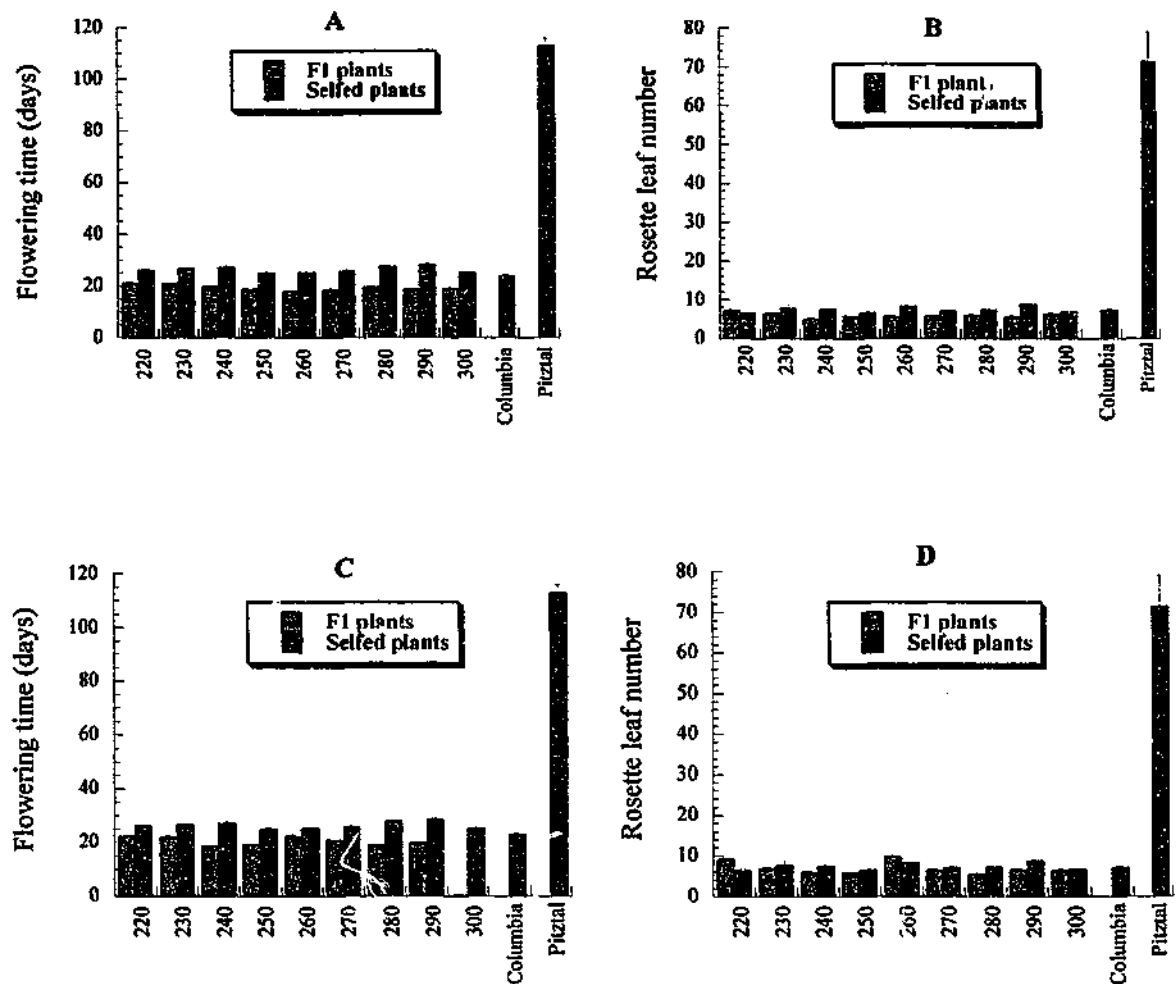 A
Flowering time (days)
120
100
80
60
40
20
0
F1 plants
Selfed plants
220
230
240
250
260
270
280
290
300
Columbia
Pitztal
B
Rosette leaf number
80
70
60
50
40
30
20
10
0
F1 plant
Selfed plants
220
230
240
250
260
270
280
290
300
Columbia
Pitztal
C
Flowering time (days)
120
100
80
60
40
20
0
F1 plants
Selfed plants
220
230
240
250
260
270
280
290
300
Columbia
Pitztal
D
Rosette leaf number
80
70
60
50
40
30
20
10
0
F1 plants
Selfed plants
220
230
240
250
260
270
280
290
300
Columbia
Pitztal